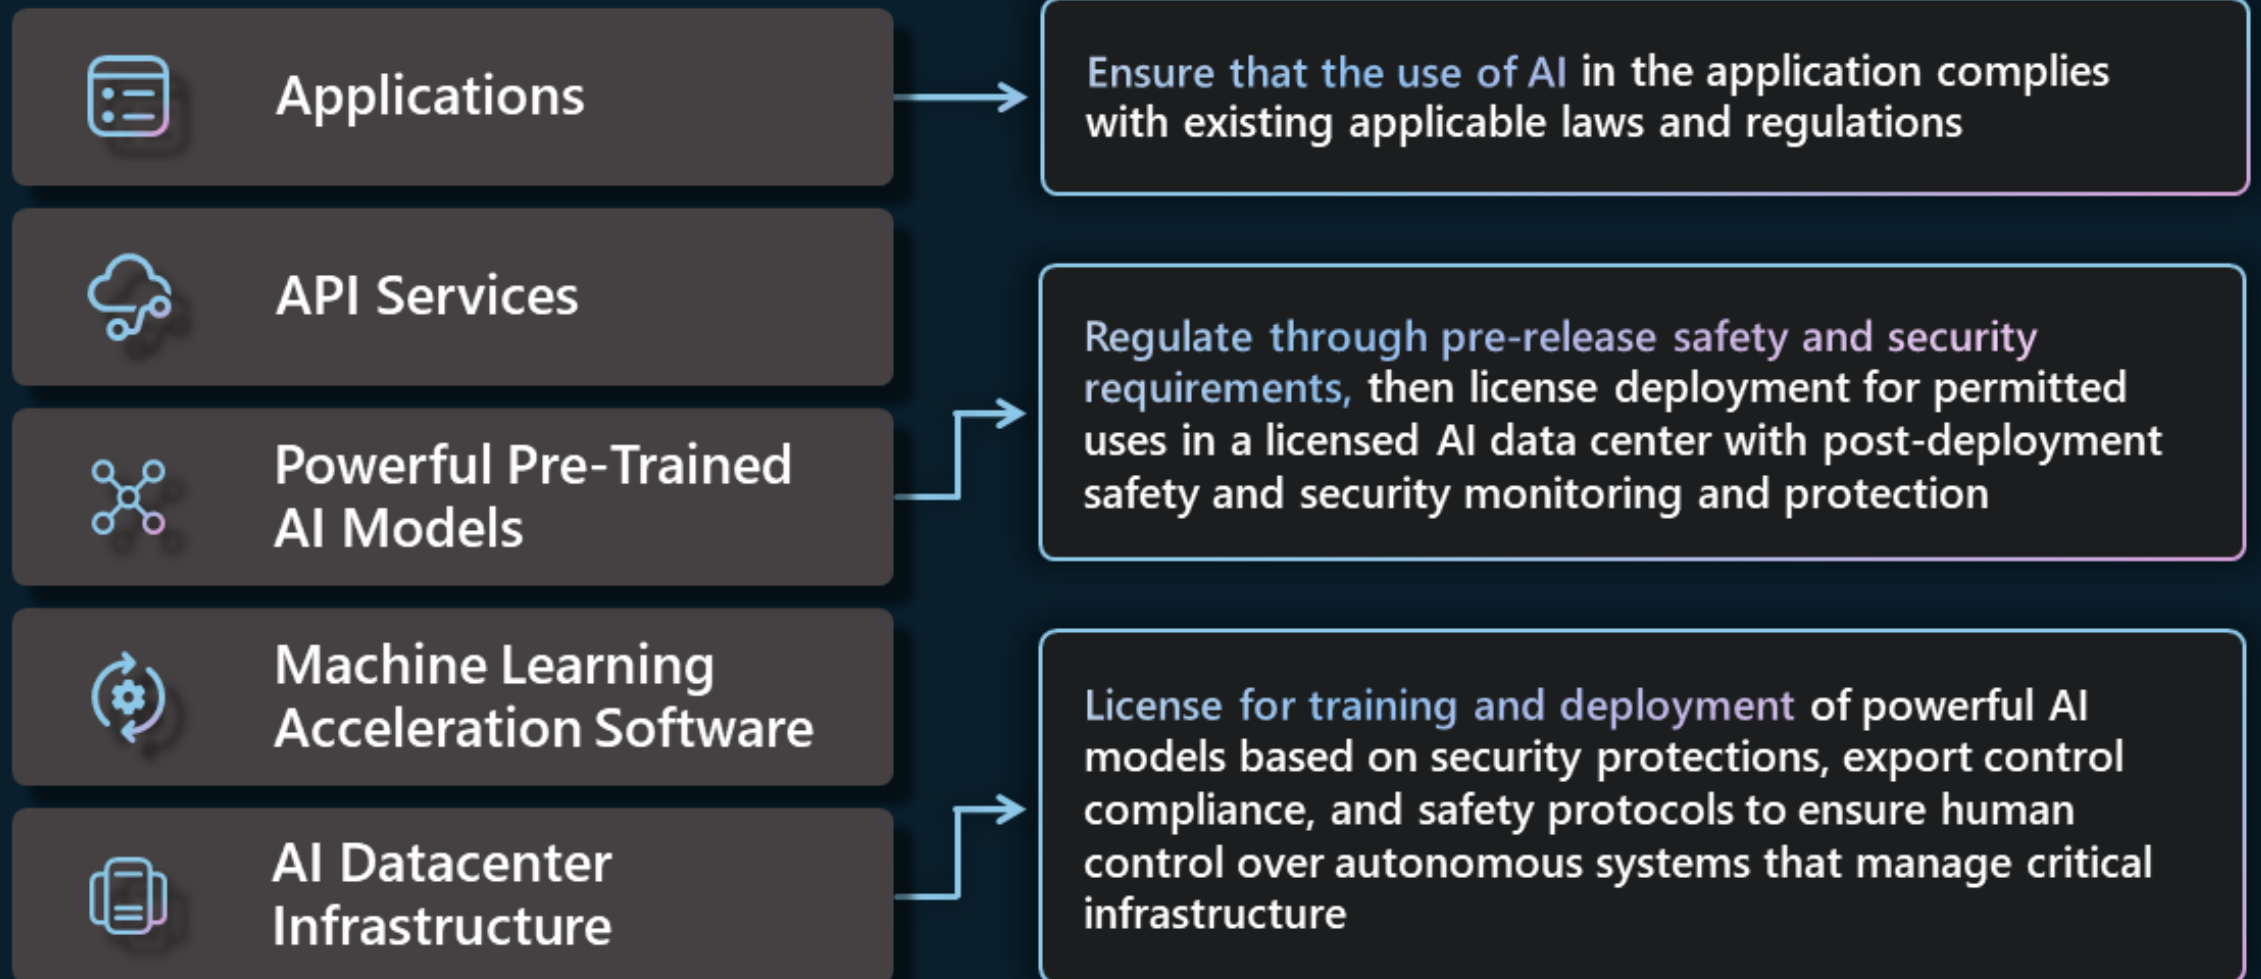 Applications
Ensure that the use of AI in the application complies
with existing applicable laws and regulations
API Services
Powerful Pre-Trained
AI Models
Regulate through pre-release safety and security
requirements, then license deployment for permitted
uses in a licensed AI data center with post-deployment
safety and security monitoring and protection
Machine Learning
Acceleration Software
AI Datacenter
Infrastructure
License for training and deployment of powerful AI
models based on security protections, export control
compliance, and safety protocols to ensure human
control over autonomous systems that manage critical
infrastructure